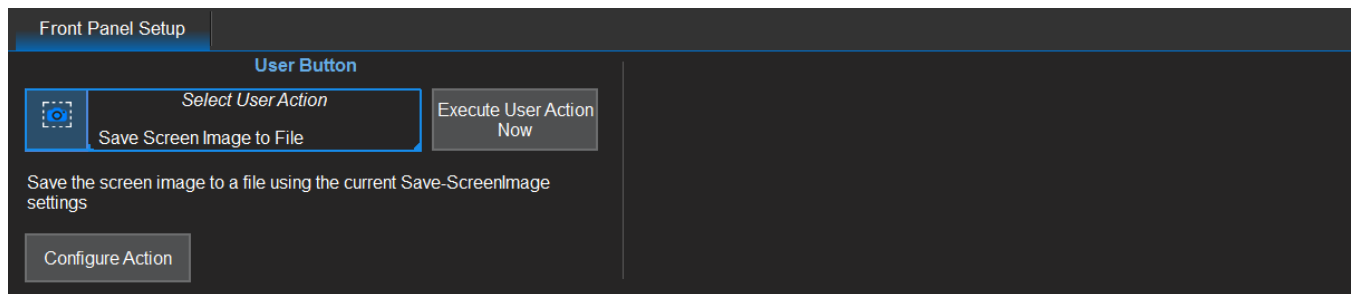 Front Panel Setup
User Button
Select User Action
Save Screen Image to File
Execute User Action
Now
Save the screen image to a file using the current Save-ScreenImage
settings
Configure Action